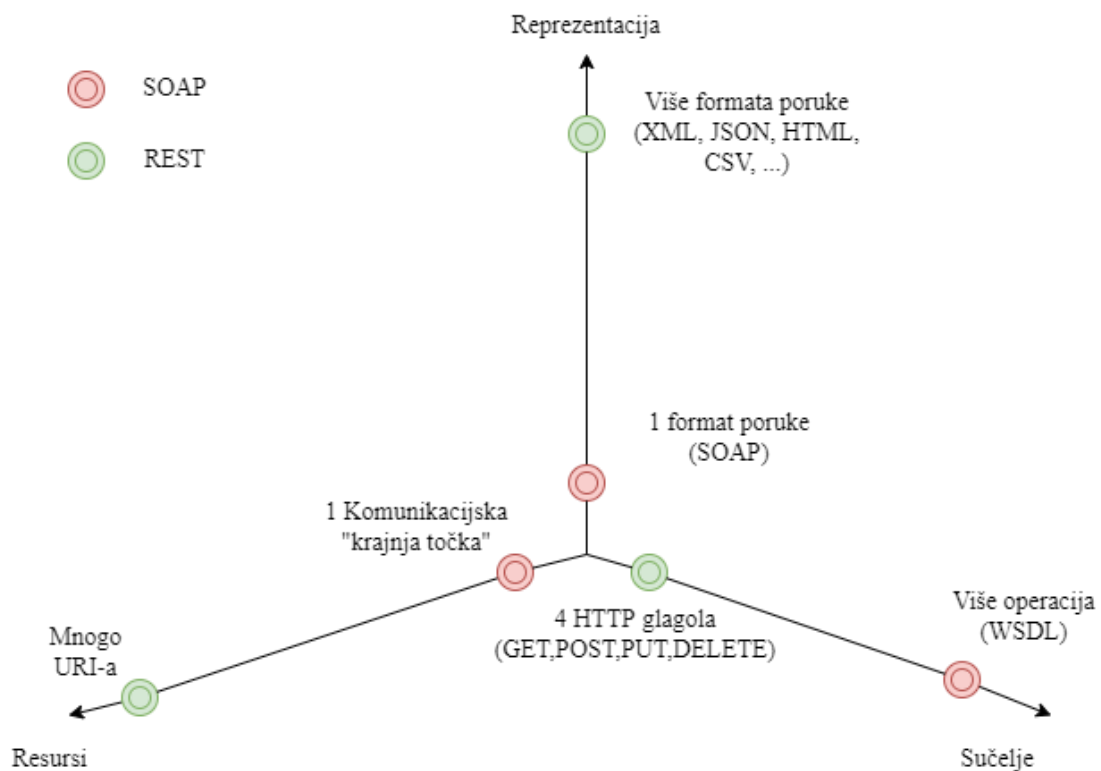 Reprezentacija
SOAP
REST
Više formata poruke
(XML, JSON, HTML,
CSV, ...)
1 format poruke
(SOAP)
1 Komunikacijska
"krajnja točka"
4 HTTP glagola
(GET,POST,PUT,DELETE)
Više operacija
(WSDL)
Mnogo
URI-a
Resursi
Sučelje